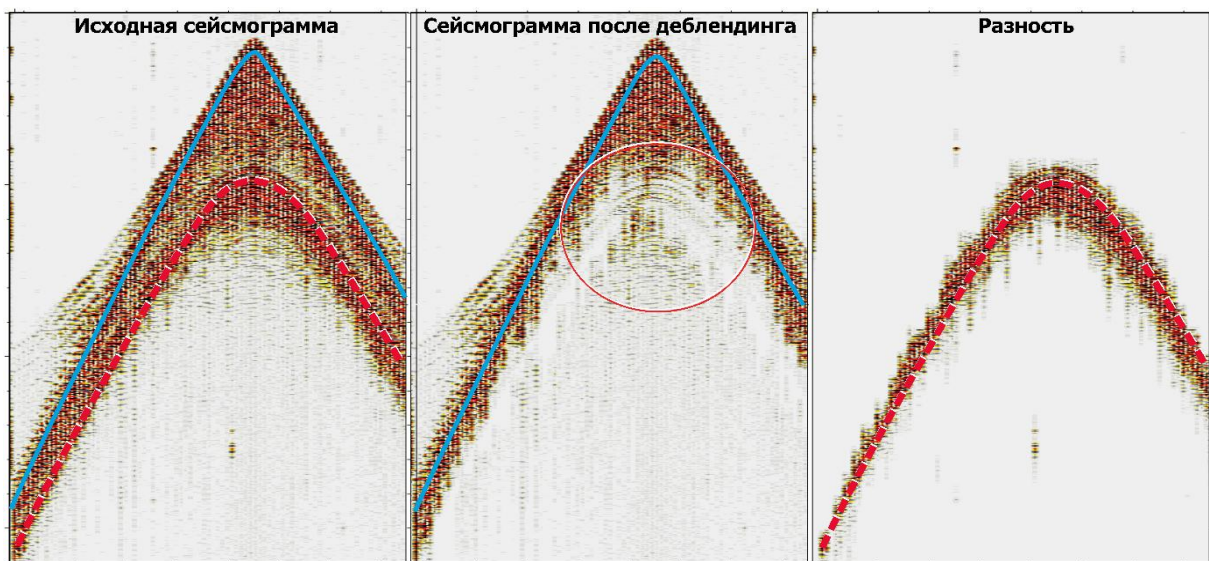 Исходная сейсмограмма
Сейсмограмма после деблендинга
Разность